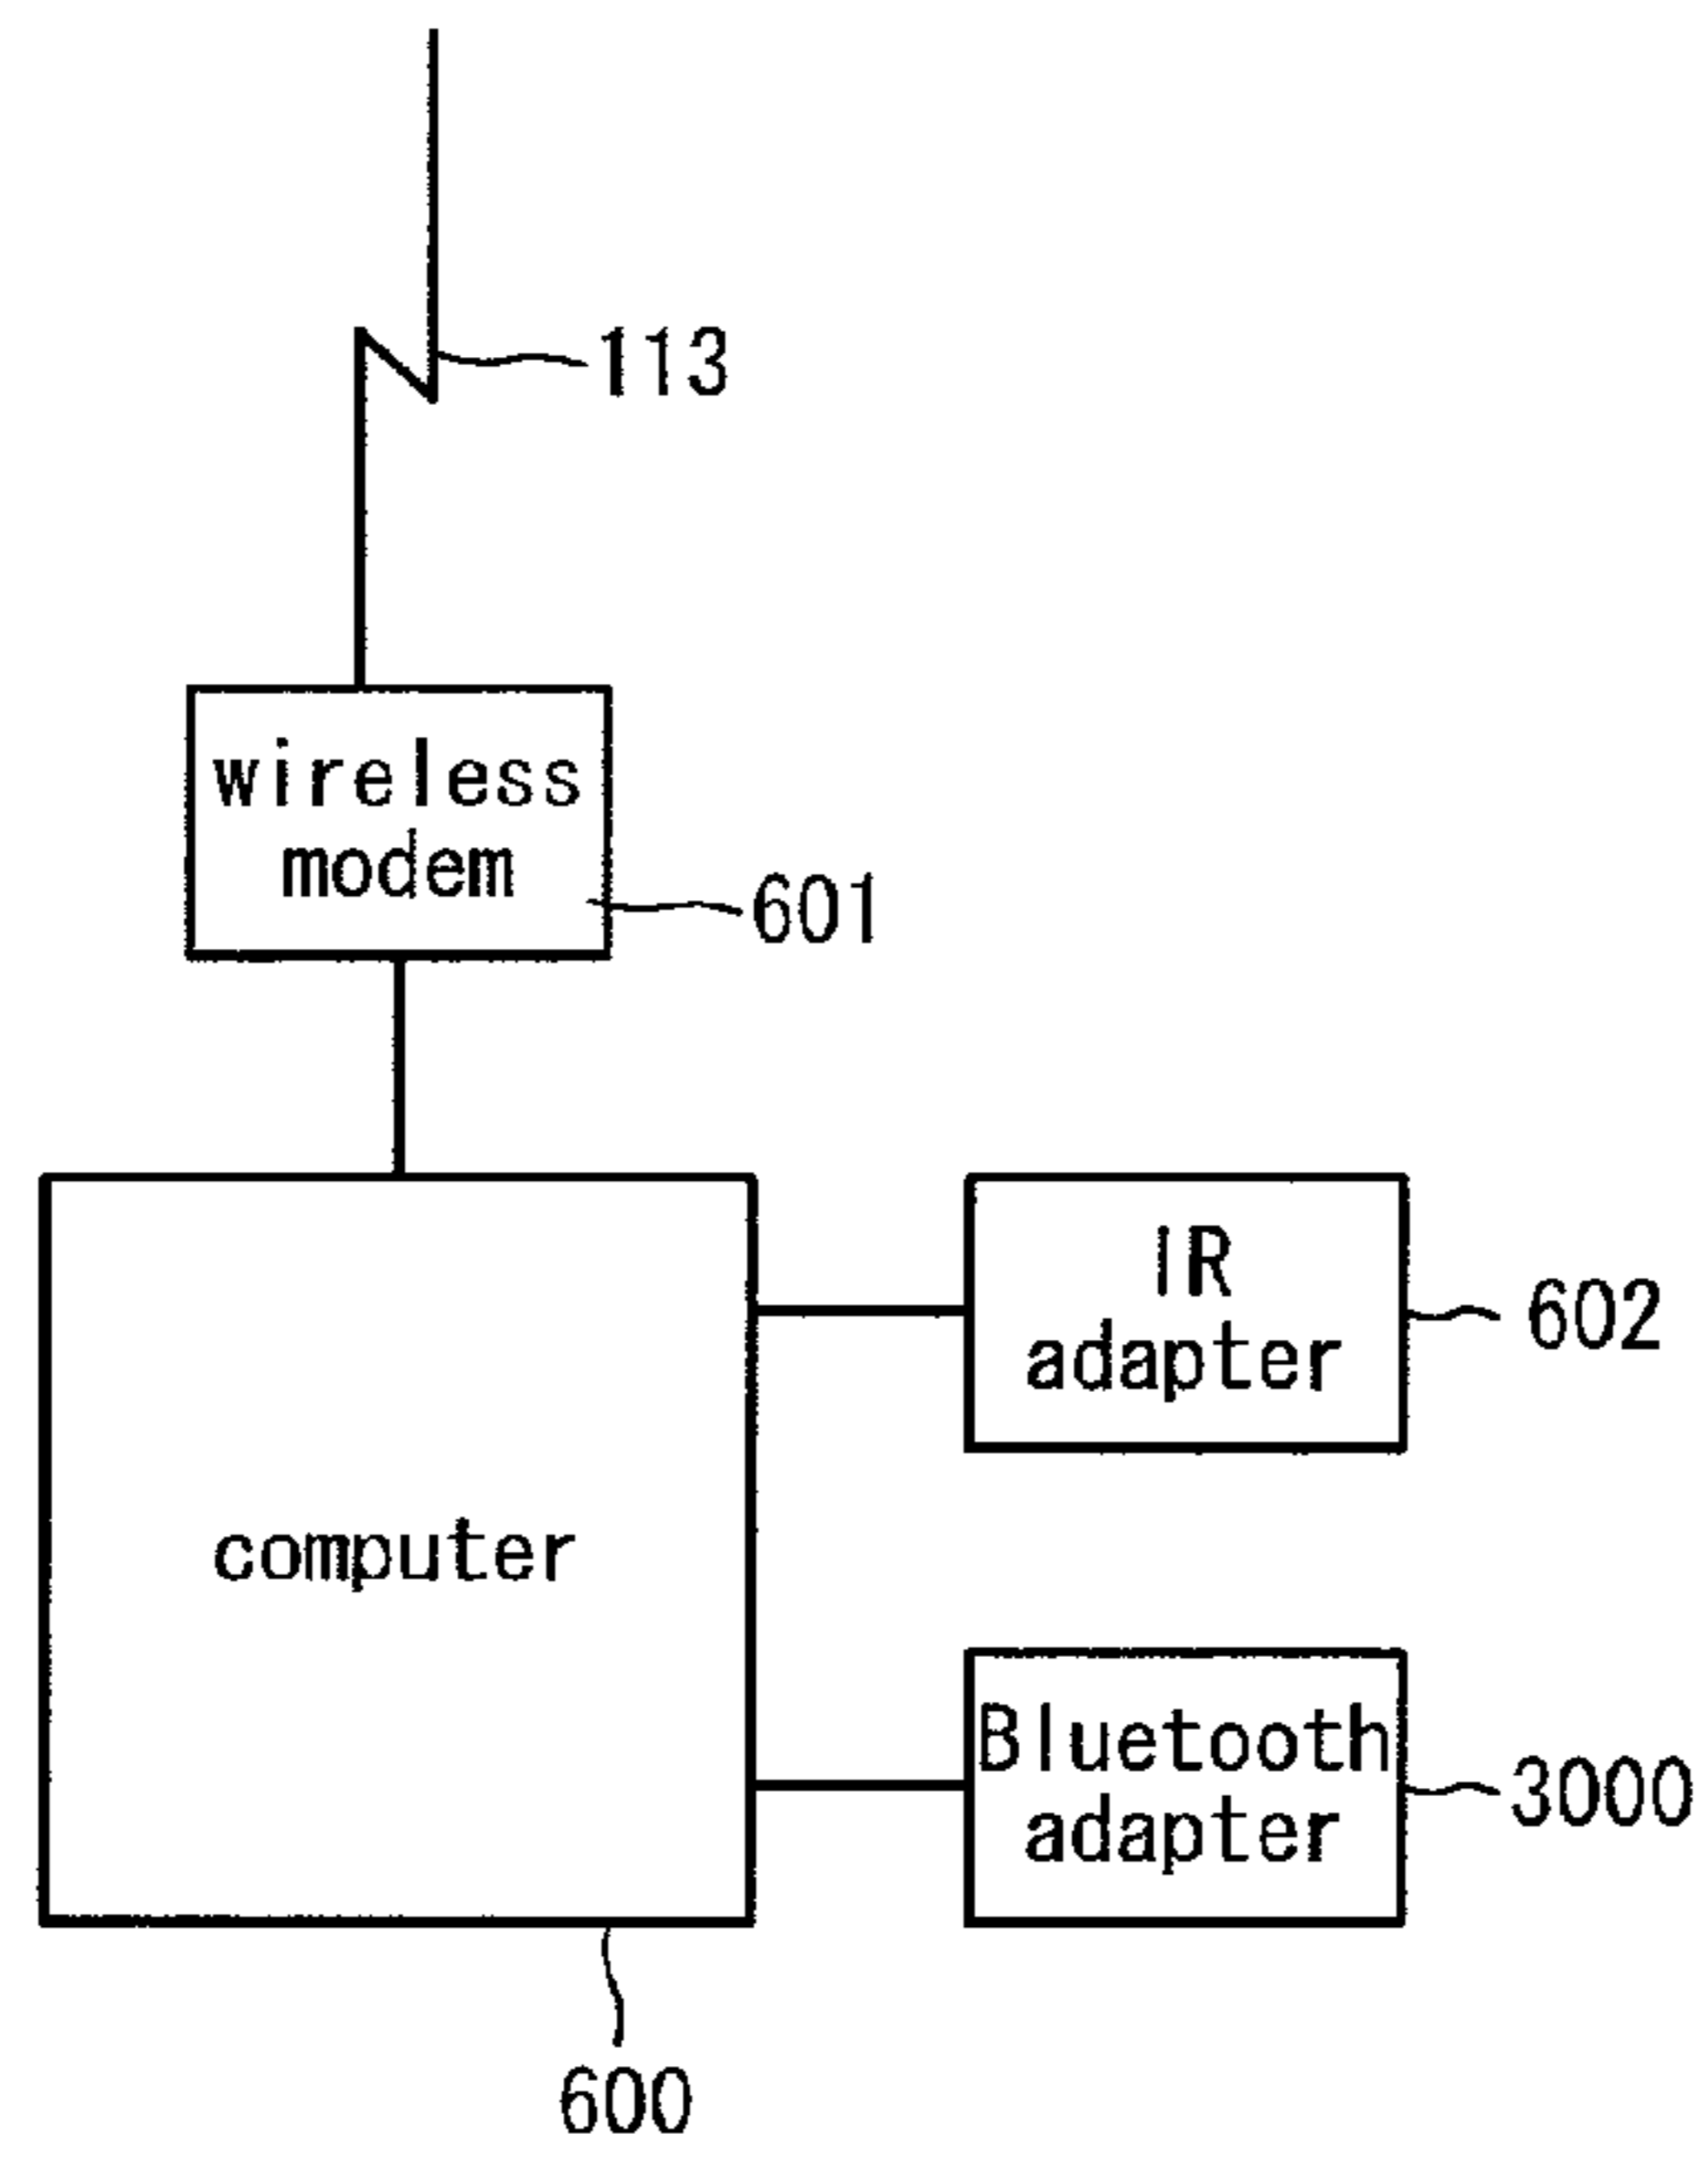 113
wireless
modem
601
IR
adapter
602
computer
Bluetooth
adapter
3000
600